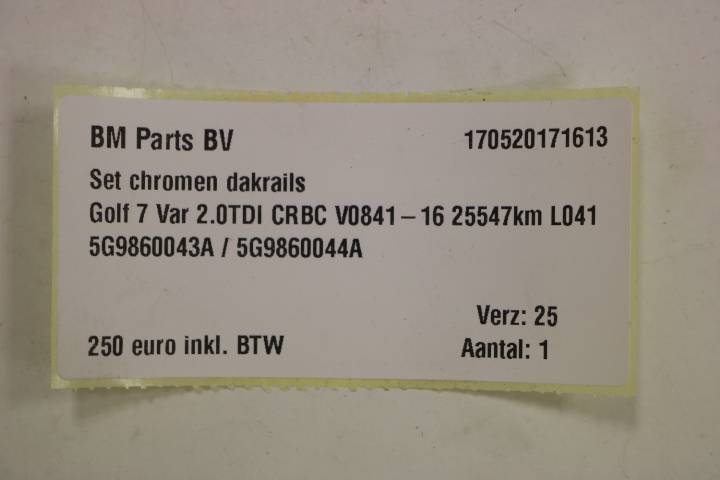 BM Parts BV 170520171613
Set chromen dakrails
Golf 7 Var 2.0TDI CRBC V0841-16 25547km L041
5G9860043A / 5G9860044A
Verz: 25
250 euro inkl. BTW Aantal: 1